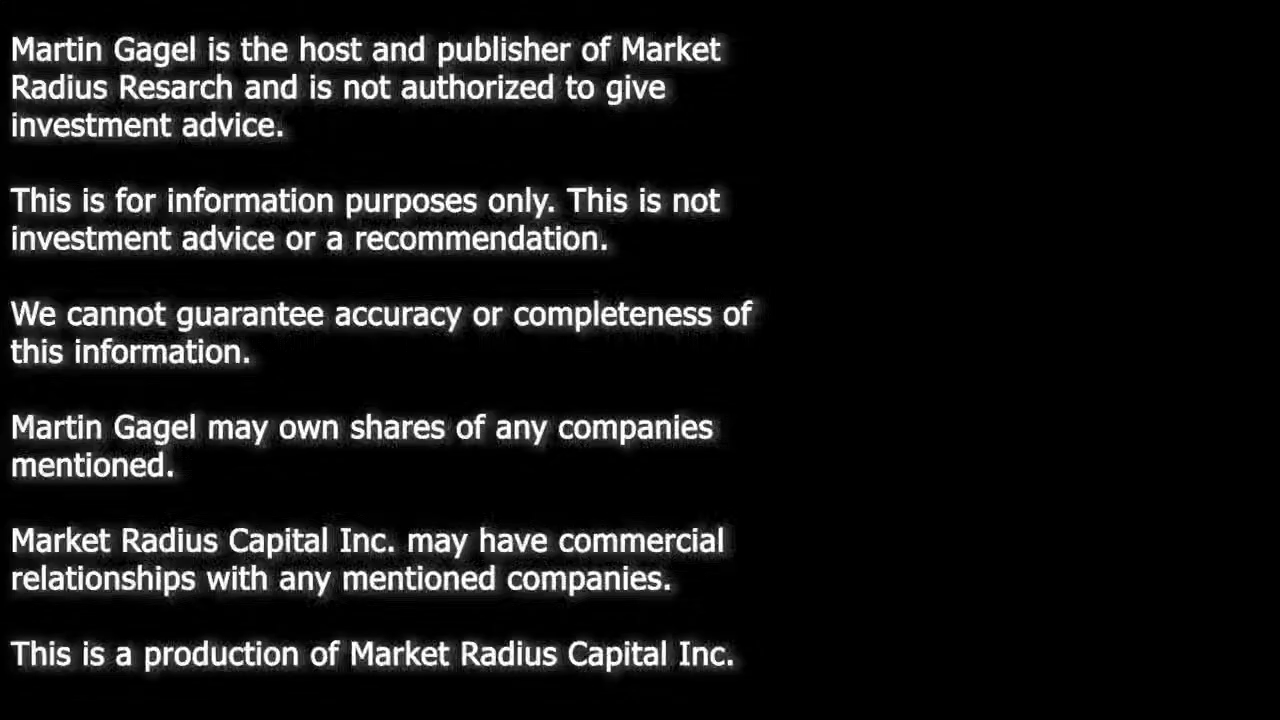 Martin Gagel is the host and publisher of Market
Radius Resarch and is not authorized to give
investment advice.
This is for information purposes only. This is not
investment advice or a recommendation.
We cannot guarantee accuracy or completeness of
this information.
Martin Gagel may own shares of any companies
mentioned.
Market Radius Capital Inc. may have commercial
relationships with any mentioned companies.
This is a production of Market Radius Capital Inc.